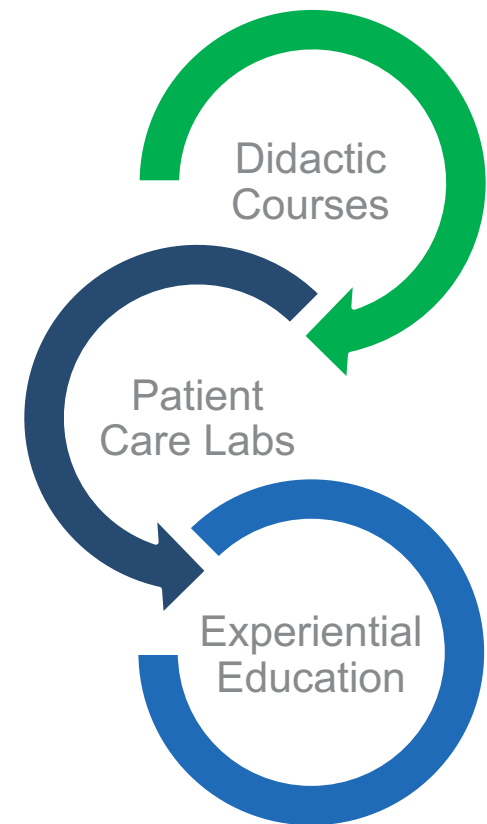 Didactic
Courses
Patient
Care Labs
Experiential
Education